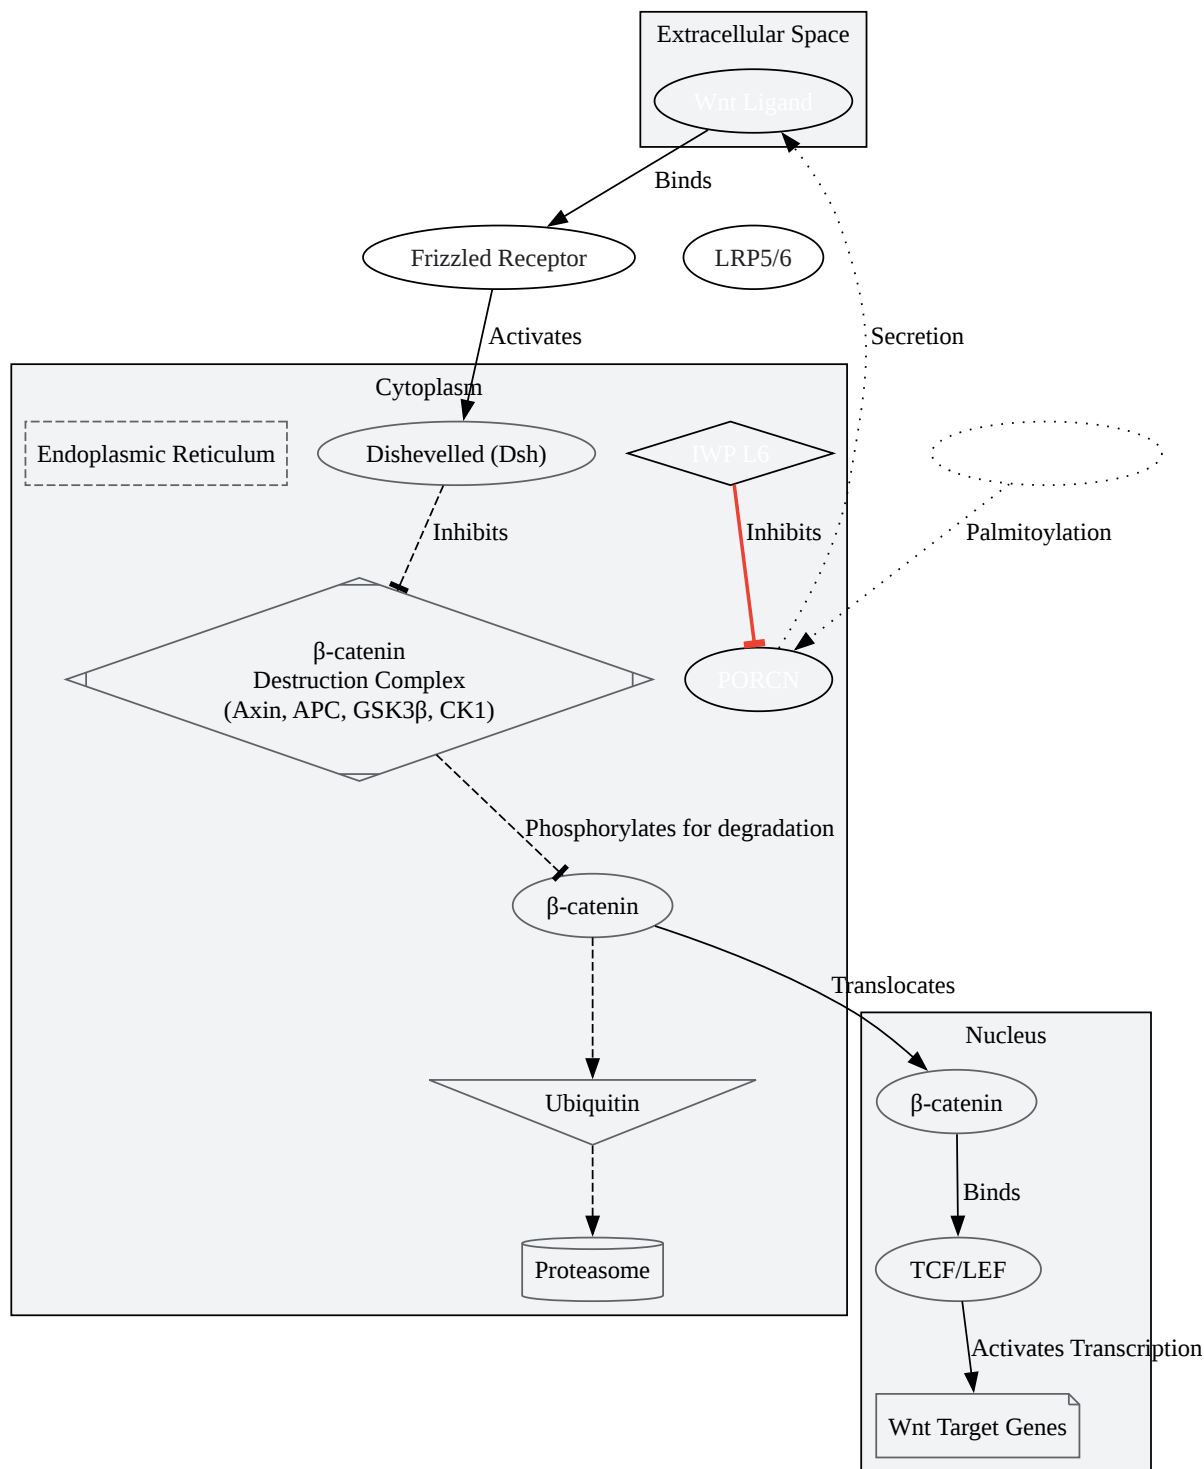 Extracellular Space
Wnt Ligand
Binds
Frizzled Receptor
LRP5/6
Activates
Secretion
Cytoplasm
Endoplasmic Reticulum
Dishevelled (Dsh)
IWP L6
Inhibits
Inhibits
Palmitoylation
β-catenin
Destruction Complex
(Axin, APC, GSK3β, CK1)
PORCN
Phosphorylates for degradation
β-catenin
Translocates
Nucleus
β-catenin
Ubiquitin
Binds
Proteasome
TCF/LEF
Activates Transcription
Wnt Target Genes